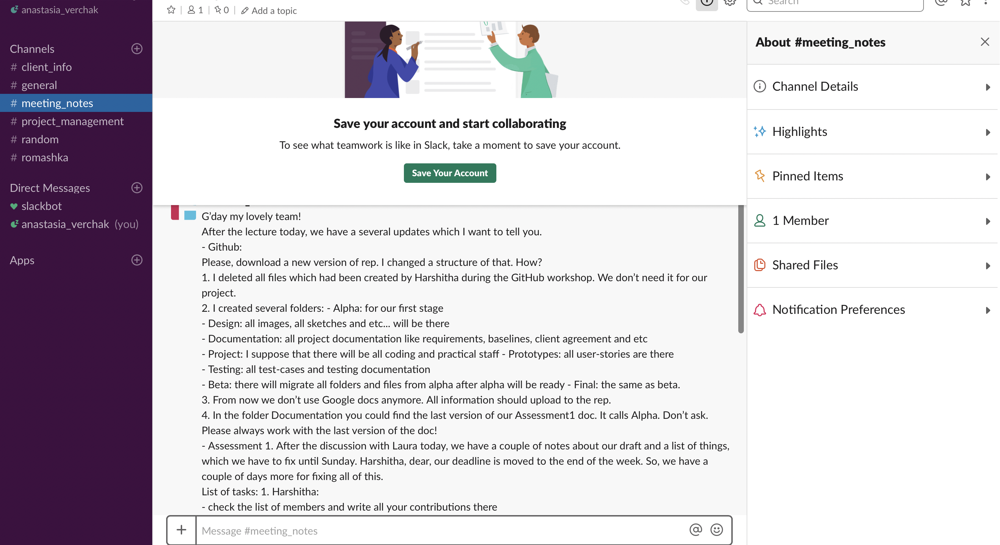 anastasia_verchak
Channels
# client_info
# general
# meeting_notes
# project_management
# random
# romashka
Direct Messages
slackbot
anastasia_verchak (you)
Apps
1 | 0 | Add a topic
Search
Save your account and start collaborating
To see what teamwork is like in Slack, take a moment to save your account.
Save Your Account
G’day my lovely team!
After the lecture today, we have a several updates which I want to tell you.
- Github:
Please, download a new version of rep. I changed a structure of that. How?
1. I deleted all files which had been created by Harshitha during the GitHub workshop. We don’t need it for our
project.
2. I created several folders: - Alpha: for our first stage
- Design: all images, all sketches and etc... will be there
- Documentation: all project documentation like requirements, baselines, client agreement and etc
- Project: I suppose that there will be all coding and practical staff - Prototypes: all user-stories are there
- Testing: all test-cases and testing documentation
- Beta: there will migrate all folders and files from alpha after alpha will be ready - Final: the same as beta.
3. From now we don’t use Google docs anymore. All information should upload to the rep.
4. In the folder Documentation you could find the last version of our Assessment1 doc. It calls Alpha. Don’t ask.
Please always work with the last version of the doc!
- Assessment 1. After the discussion with Laura today, we have a couple of notes about our draft and a list of things,
which we have to fix until Sunday. Harshitha, dear, our deadline is moved to the end of the week. So, we have a
couple of days more for fixing all of this.
List of tasks: 1. Harshitha:
- check the list of members and write all your contributions there
Message #meeting_notes
About #meeting_notes
Channel Details
Highlights
Pinned Items
1 Member
Shared Files
Notification Preferences